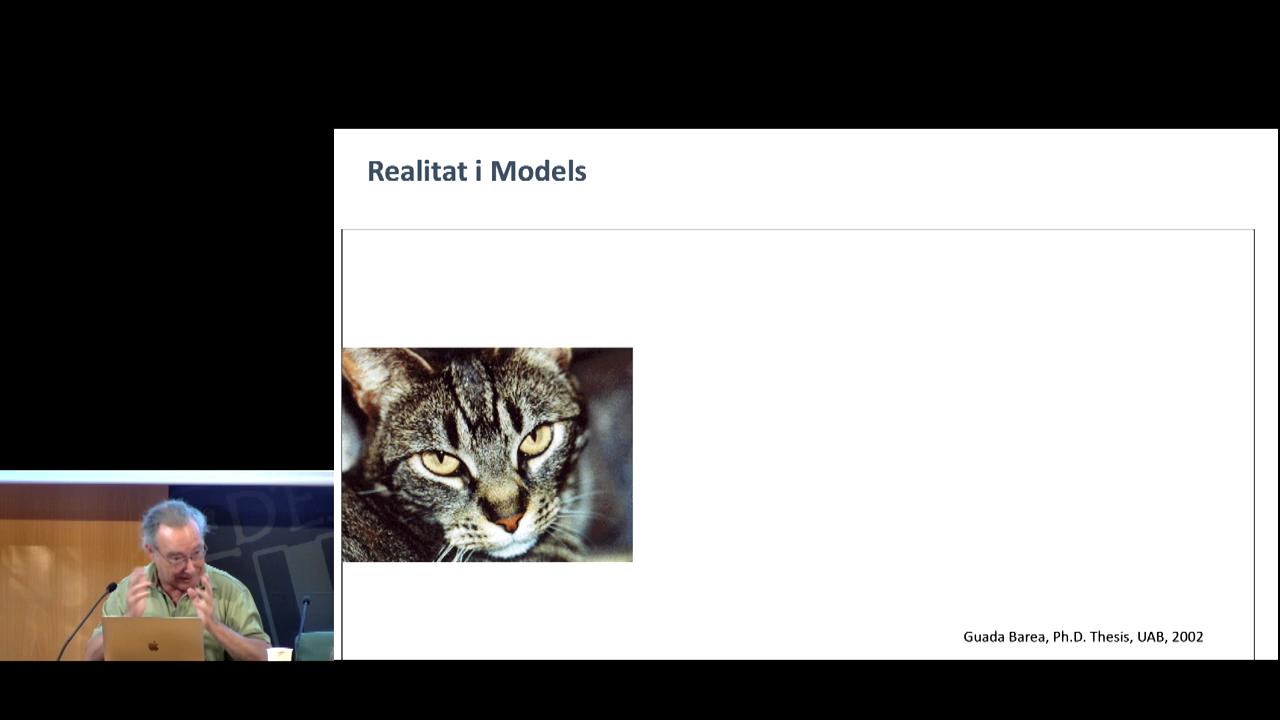 Realitat i Models
Guada Barea, Ph.D. Thesis, UAB, 2002